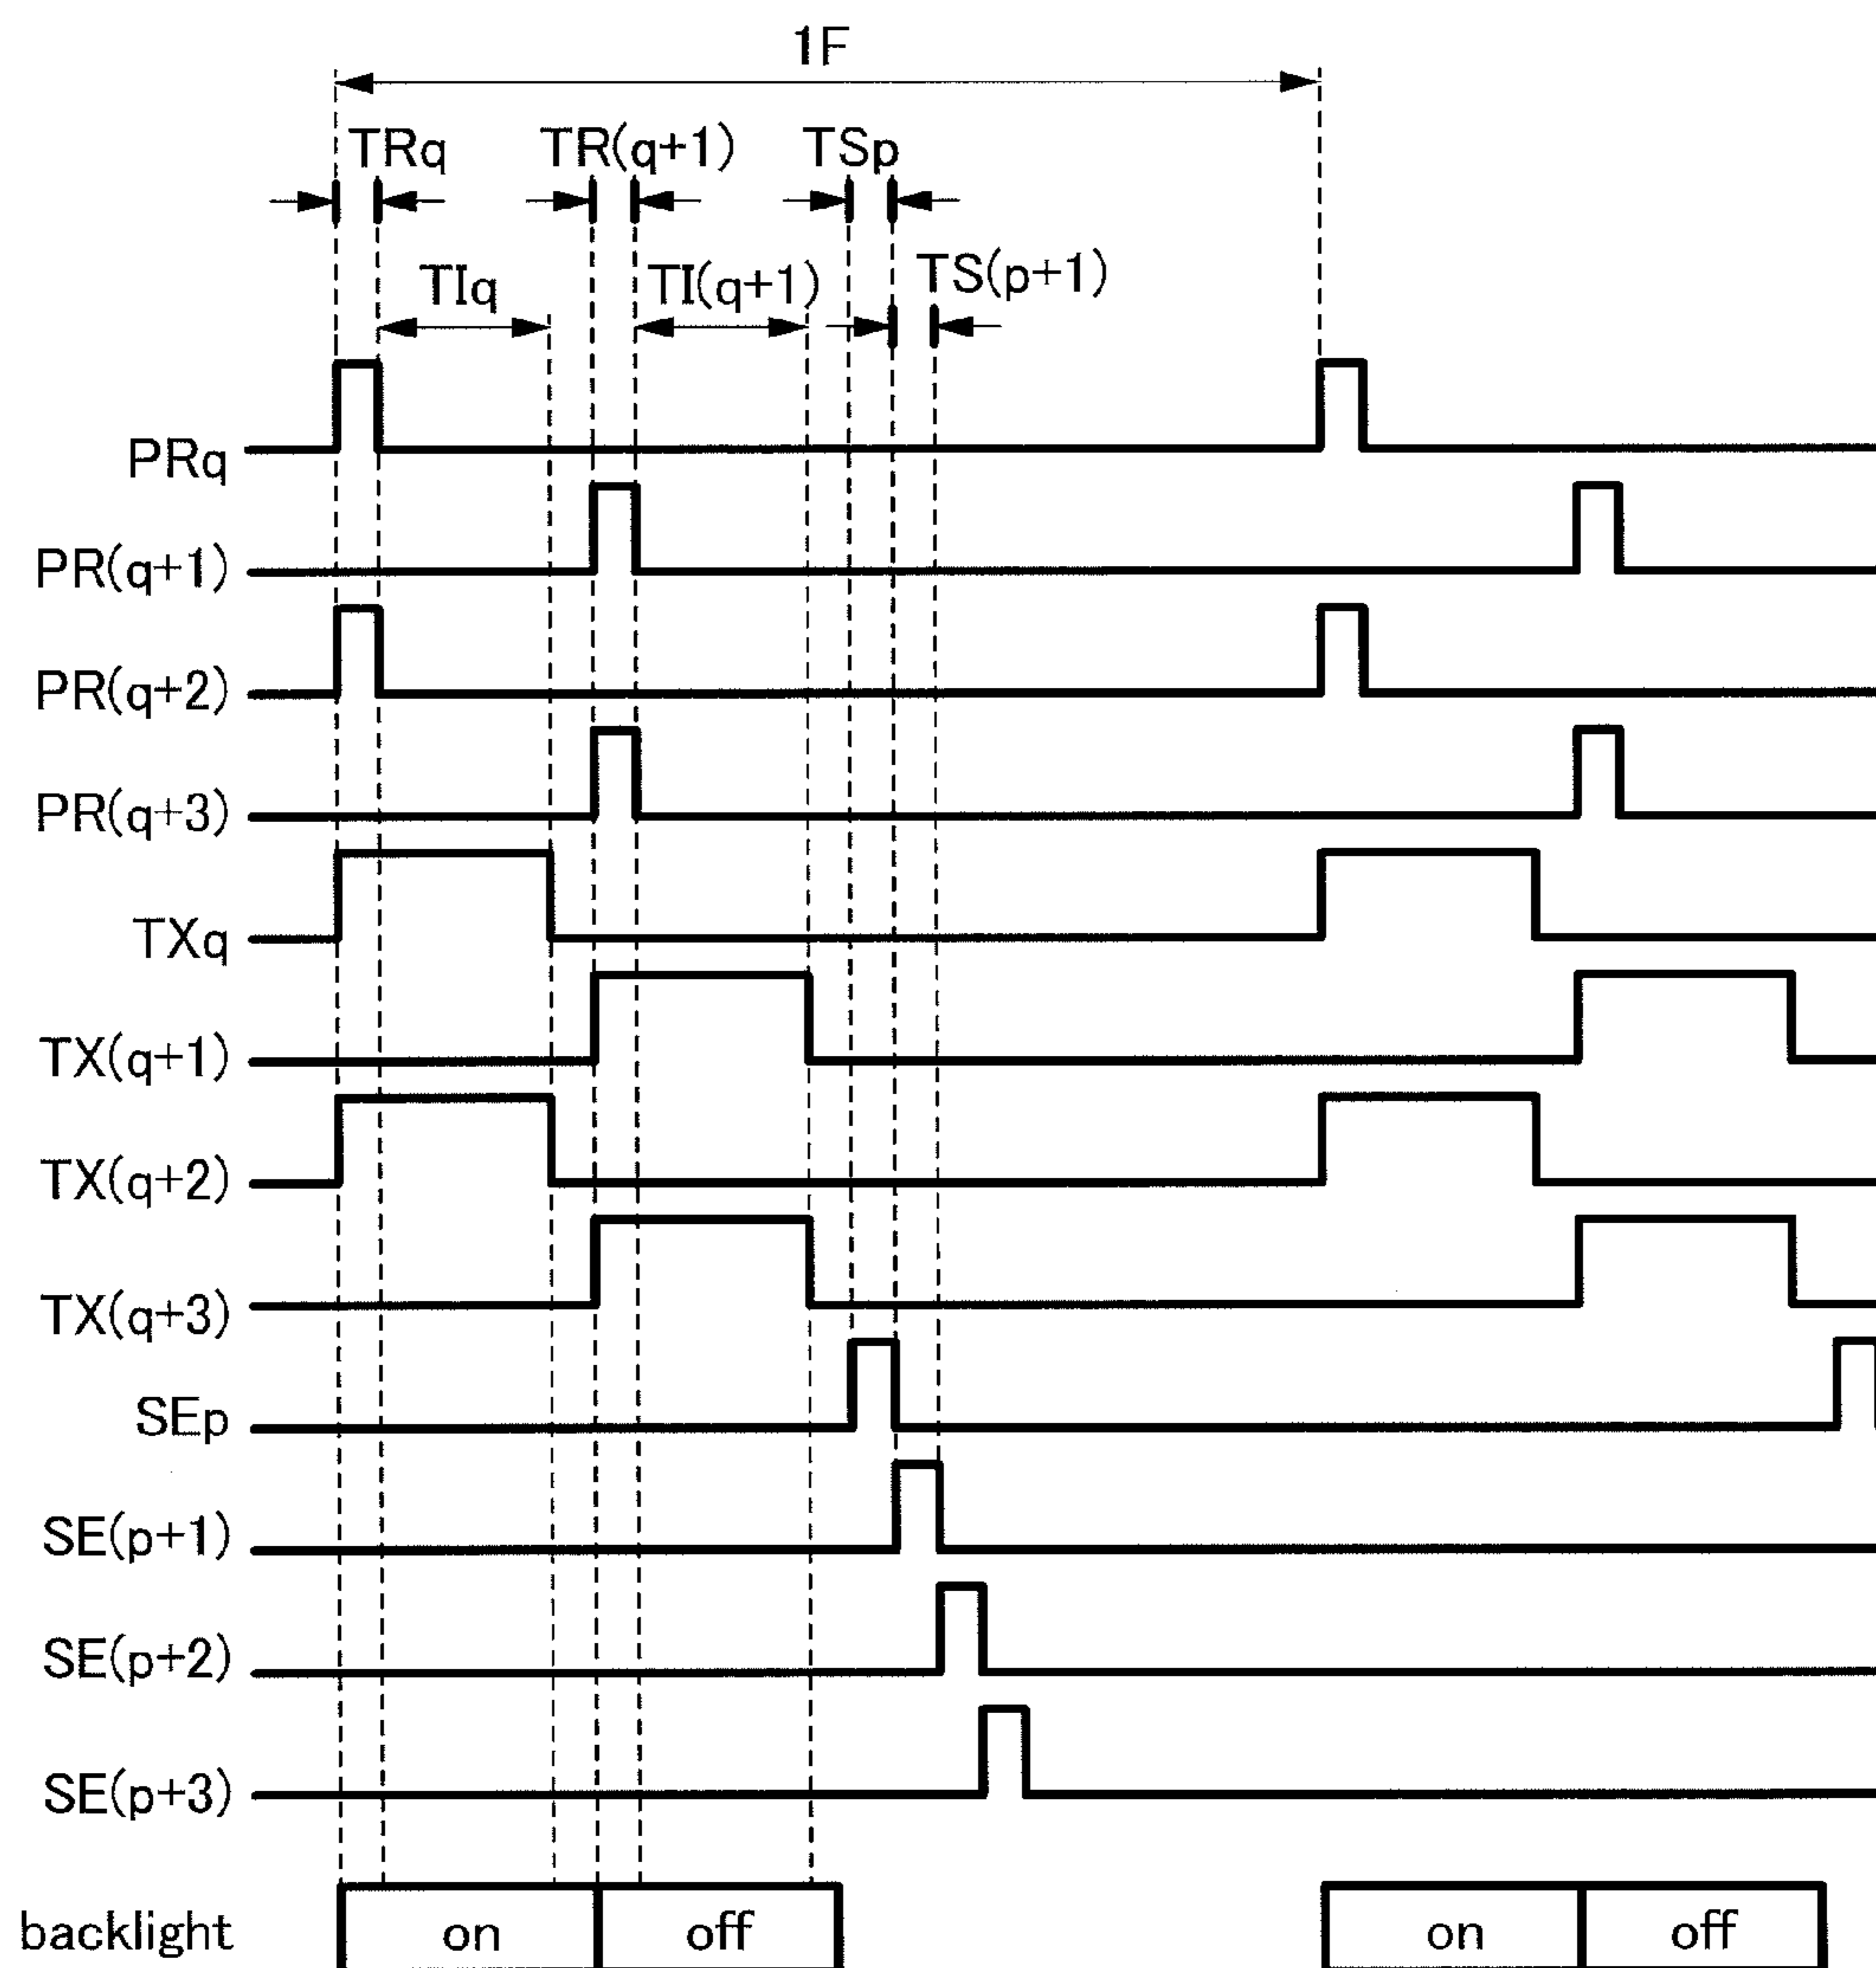 1F
TRq TR(q+1) TSp
TIq TI(q+1) TS(p+1)
PRq
PR(q+1)
PR(q+2)
PR(q+3)
TXq
TX(q+1)
TX(q+2)
TX(q+3)
SEp
SE(p+1)
SE(p+2)
SE(p+3)
backlight on off on off